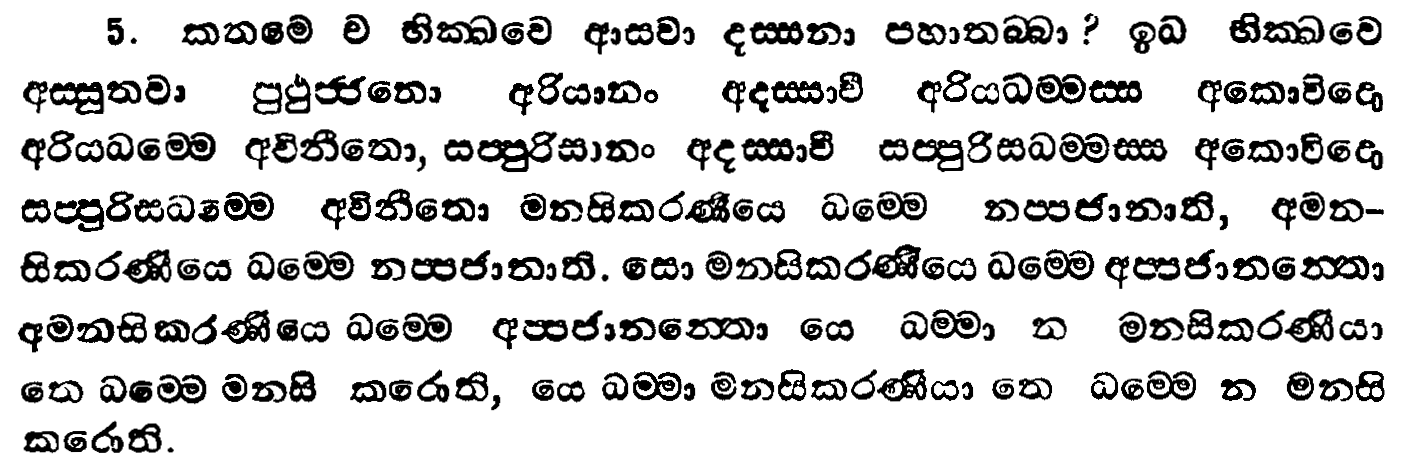 5. කතමෙ ච භික්ඛවෙ ආසවා දස්සනා පහාතබ්බා? ඉධ භික්ඛවෙ
අස්සුතවා පුථුජ්ජනො අරියානං අදස්සාවී අරියධම්මස්ස අකොවිදො
අරියධම්මෙ අවිනීතො, සප්පුරිසානං අදස්සාවී සප්පුරිසධම්මස්ස අකොවිදො
සප්පුරිසධම්මෙ අවිනීතො මනසිකරණීයෙ ධම්මෙ නප්පජානාති, අමන-
සිකරණීයෙ ධම්මෙ නප්පජානාති. සො මනසිකරණීයෙ ධම්මෙ අප්පජානන්තො
අමනසිකරණීයෙ ධම්මෙ අප්පජානන්තො යෙ ධම්මා න මනසිකරණීයා
තෙ ධම්මෙ මනසි කරොති, යෙ ධම්මා මනසිකරණීයා තෙ ධම්මෙ න මනසි
කරොති.